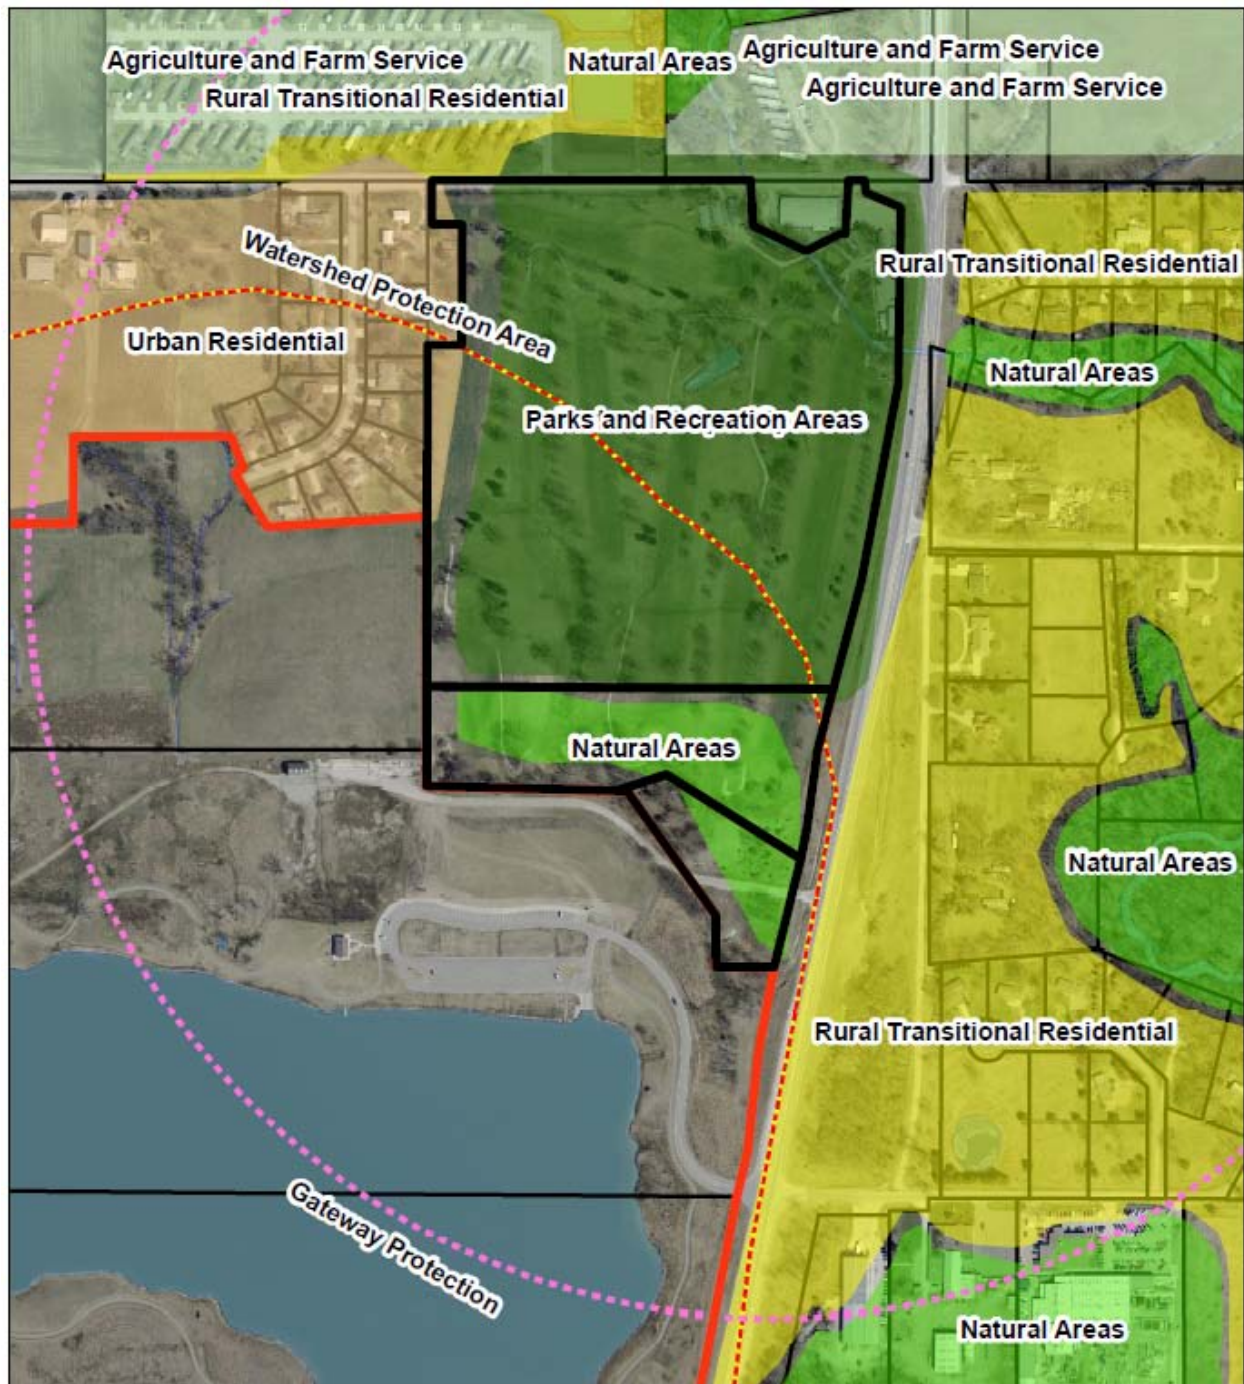 Agriculture and Farm Service
Natural Areas
Agriculture and Farm Service
Rural Transitional Residential
Agriculture and Farm Service
Watershed Protection Area
Rural Transitional Residential
Urban Residential
Natural Areas
Parks and Recreation Areas
Natural Areas
Natural Areas
Rural Transitional Residential
Gateway Protection
Natural Areas